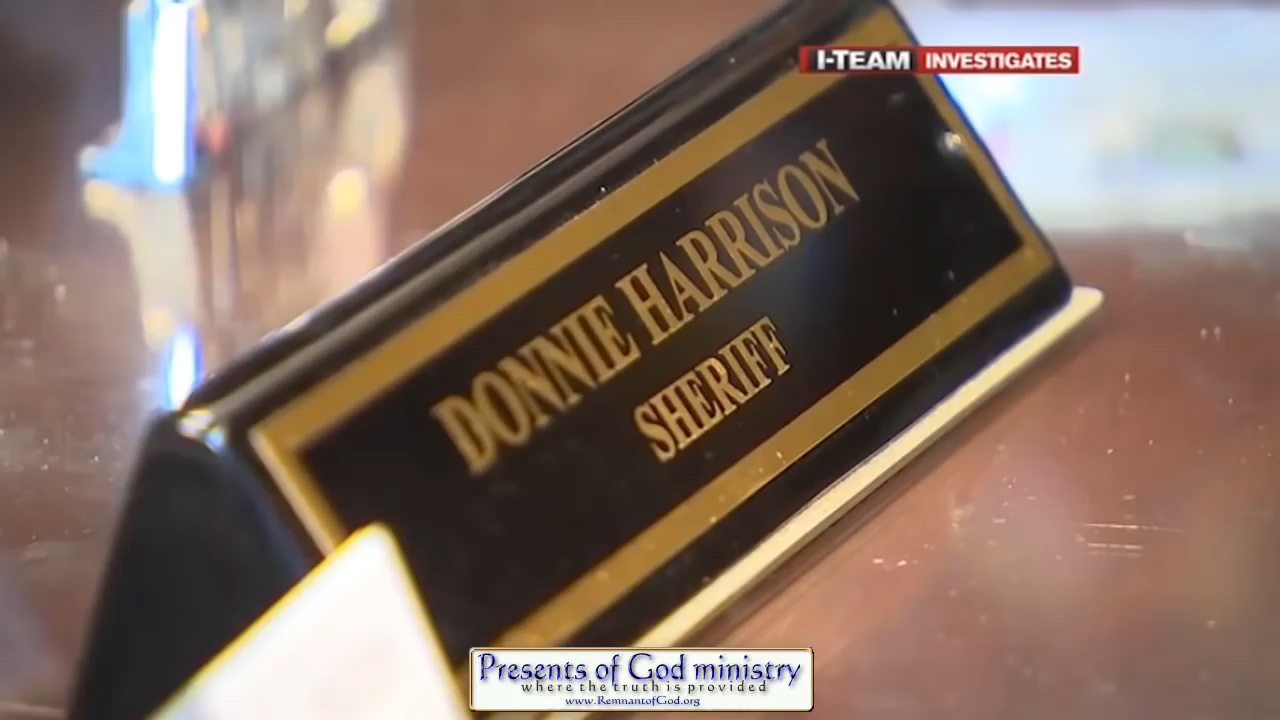 I-TEAM INVESTIGATES
DONNIE HARRISON
SHERIFF
Presents of God ministry
where the truth is provided
www.RemnantofGod.org